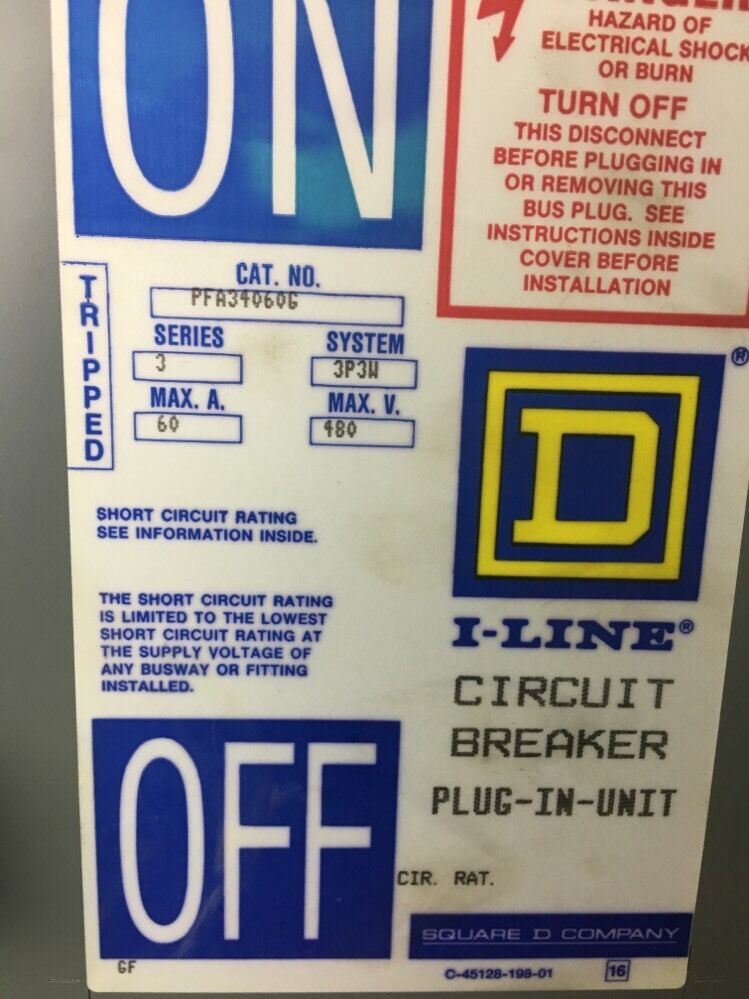 ON
HAZARD OF
ELECTRICAL SHOCK
OR BURN
TURN OFF
THIS DISCONNECT
BEFORE PLUGGING IN
OR REMOVING THIS
BUS PLUG. SEE
INSTRUCTIONS INSIDE
COVER BEFORE
INSTALLATION
TRIPPED
CAT. NO.
PFA34060G
SERIES
3
SYSTEM
3P3W
MAX. A.
60
MAX. V.
480
SHORT CIRCUIT RATING
SEE INFORMATION INSIDE.
THE SHORT CIRCUIT RATING
IS LIMITED TO THE LOWEST
SHORT CIRCUIT RATING AT
THE SUPPLY VOLTAGE OF
ANY BUSWAY OR FITTING
INSTALLED.
D
®
I-LINE®
CIRCUIT
BREAKER
PLUG-IN-UNIT
OFF
CIR. RAT.
SQUARE D COMPANY
GF
C-45128-198-01
16